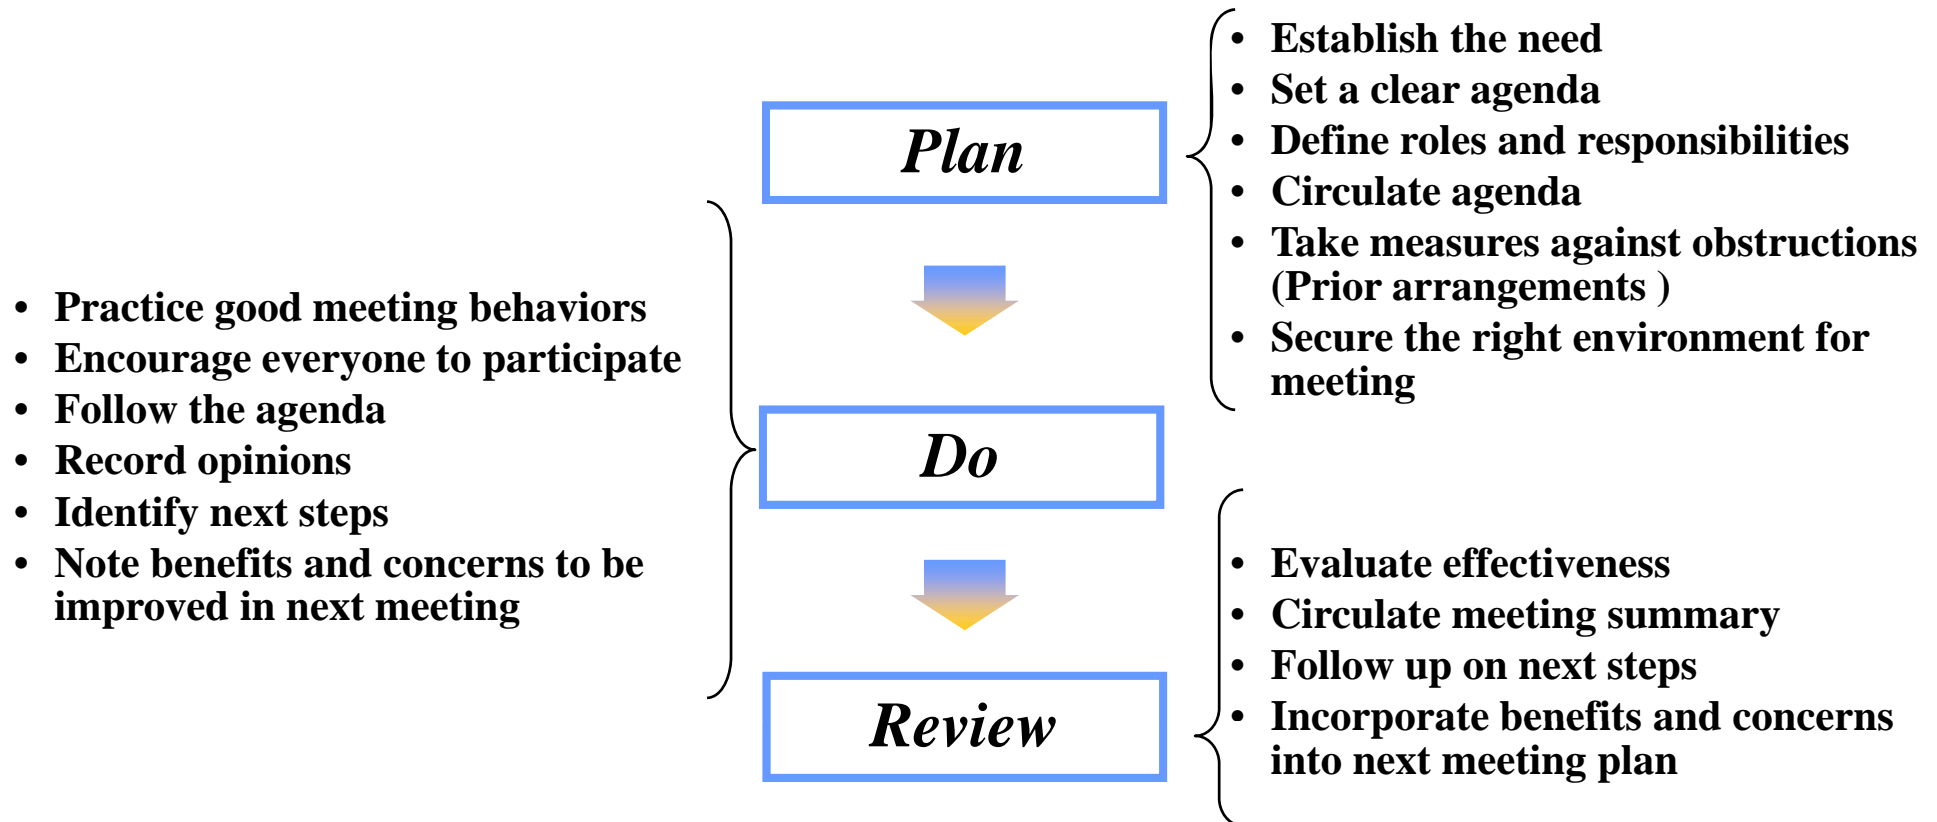 Plan
• Establish the need
• Set a clear agenda
• Define roles and responsibilities
• Circulate agenda
• Take measures against obstructions
(Prior arrangements )
• Secure the right environment for
meeting
Do
• Practice good meeting behaviors
• Encourage everyone to participate
• Follow the agenda
• Record opinions
• Identify next steps
• Note benefits and concerns to be
improved in next meeting
Review
• Evaluate effectiveness
• Circulate meeting summary
• Follow up on next steps
• Incorporate benefits and concerns
into next meeting plan